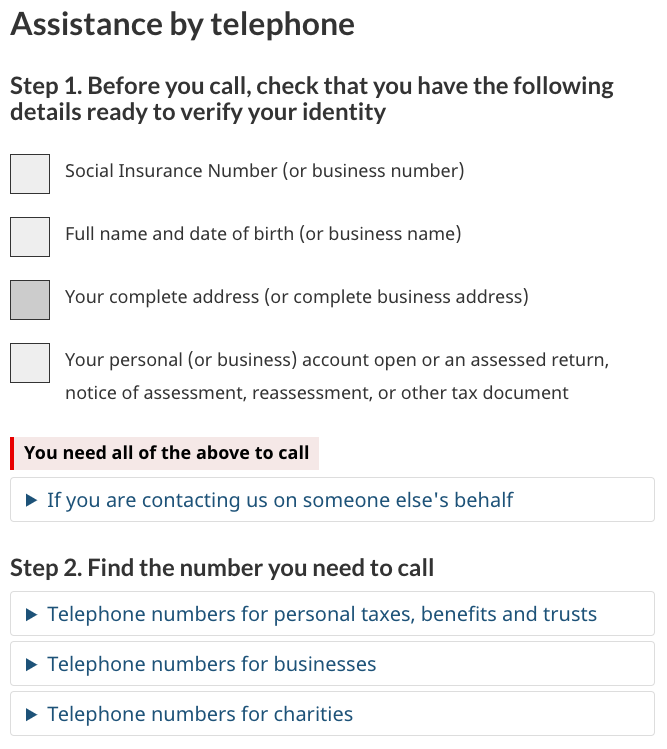 Assistance by telephone
Step 1. Before you call, check that you have the following
details ready to verify your identity
Social Insurance Number (or business number)
Full name and date of birth (or business name)
Your complete address (or complete business address)
Your personal (or business) account open or an assessed return,
notice of assessment, reassessment, or other tax document
You need all of the above to call
If you are contacting us on someone else's behalf
Step 2. Find the number you need to call
Telephone numbers for personal taxes, benefits and trusts
Telephone numbers for businesses
Telephone numbers for charities